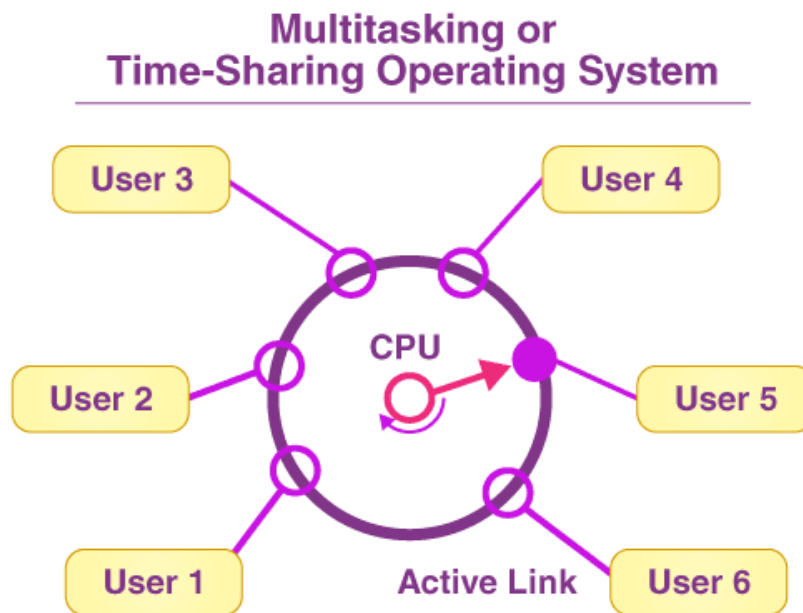 Multitasking or
Time-Sharing Operating System
User 3
User 4
CPU
User 2
User 5
User 1
Active Link
User 6